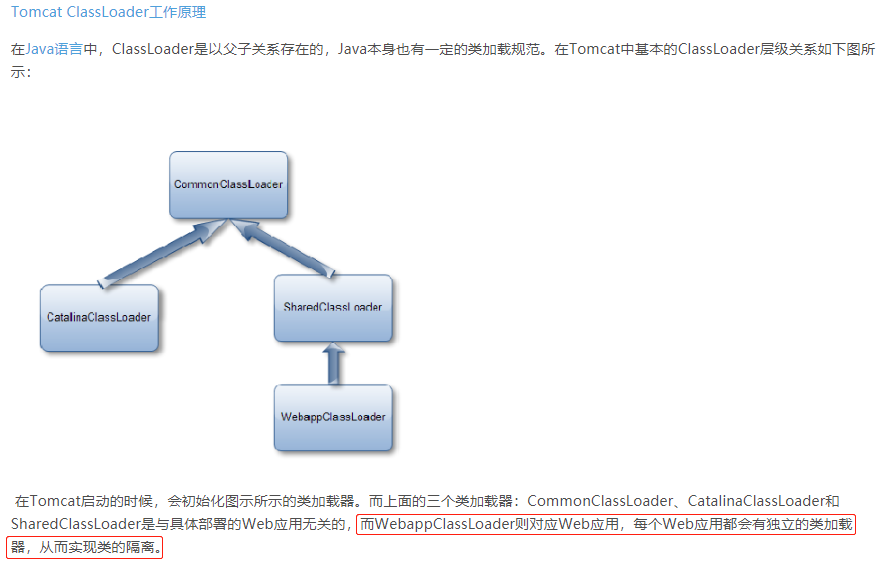 Tomcat ClassLoader工作原理
在Java语言中，ClassLoader是以父子关系存在的，Java本身也有一定的类加载规范。在Tomcat中基本的ClassLoader层级关系如下图所
示：
CommonClassLoader
CatalinaClassLoader
SharedClassLoader
WebappClassLoader
在Tomcat启动的时候，会初始化图示所示的类加载器。而上面的三个类加载器：CommonClassLoader、CatalinaClassLoader和
SharedClassLoader是与具体部署的Web应用无关的，而WebappClassLoader则对应Web应用，每个Web应用都会有独立的类加载
器，从而实现类的隔离。